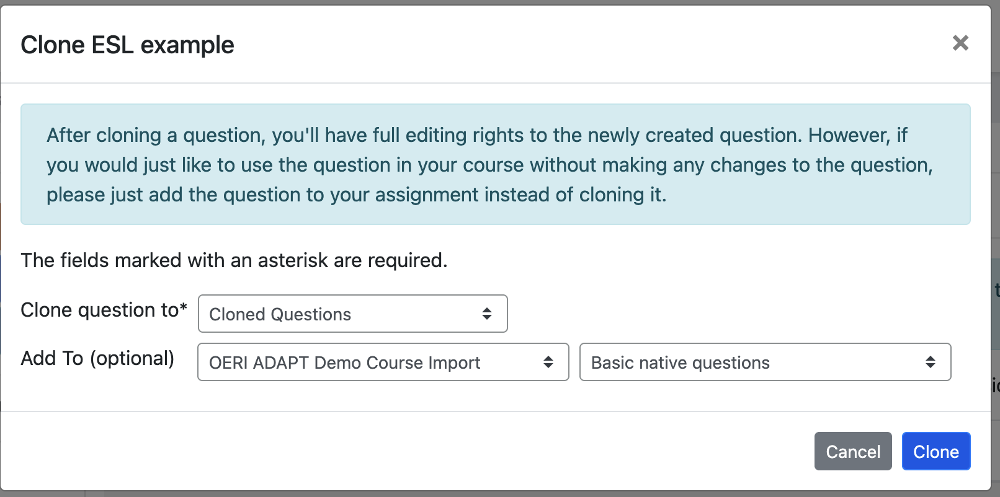 Clone ESL example
After cloning a question, you'll have full editing rights to the newly created question. However, if
you would just like to use the question in your course without making any changes to the question,
please just add the question to your assignment instead of cloning it.
The fields marked with an asterisk are required.
Clone question to* Cloned Questions
Add To (optional) OERI ADAPT Demo Course Import Basic native questions
Cancel Clone